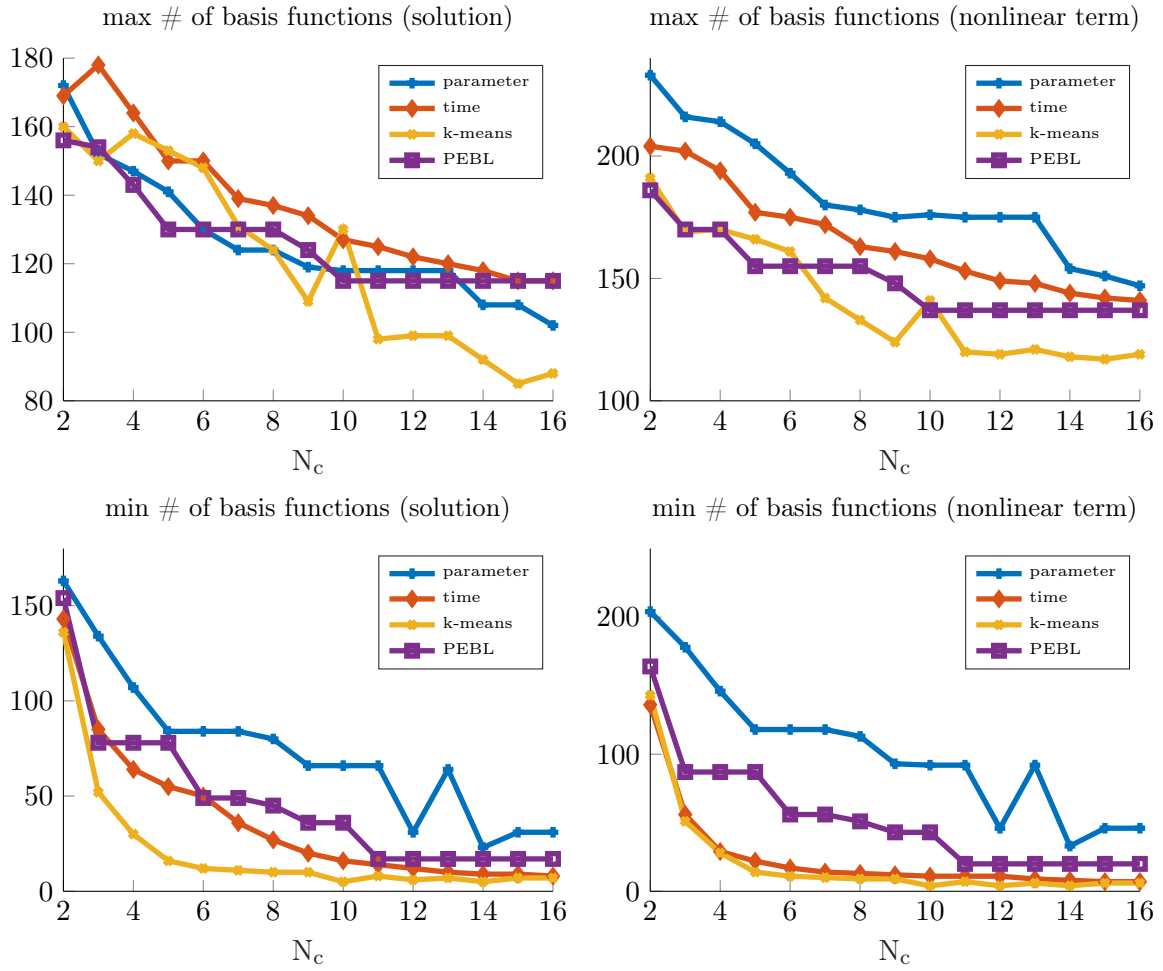 max # of basis functions (solution)
180
160
140
120
100
80
2 4 6 8 10 12 14 16
N_c
parameter
time
k-means
PEBL
max # of basis functions (nonlinear term)
200
150
100
2 4 6 8 10 12 14 16
N_c
parameter
time
k-means
PEBL
min # of basis functions (solution)
150
100
50
0
2 4 6 8 10 12 14 16
N_c
parameter
time
k-means
PEBL
min # of basis functions (nonlinear term)
200
100
0
2 4 6 8 10 12 14 16
N_c
parameter
time
k-means
PEBL